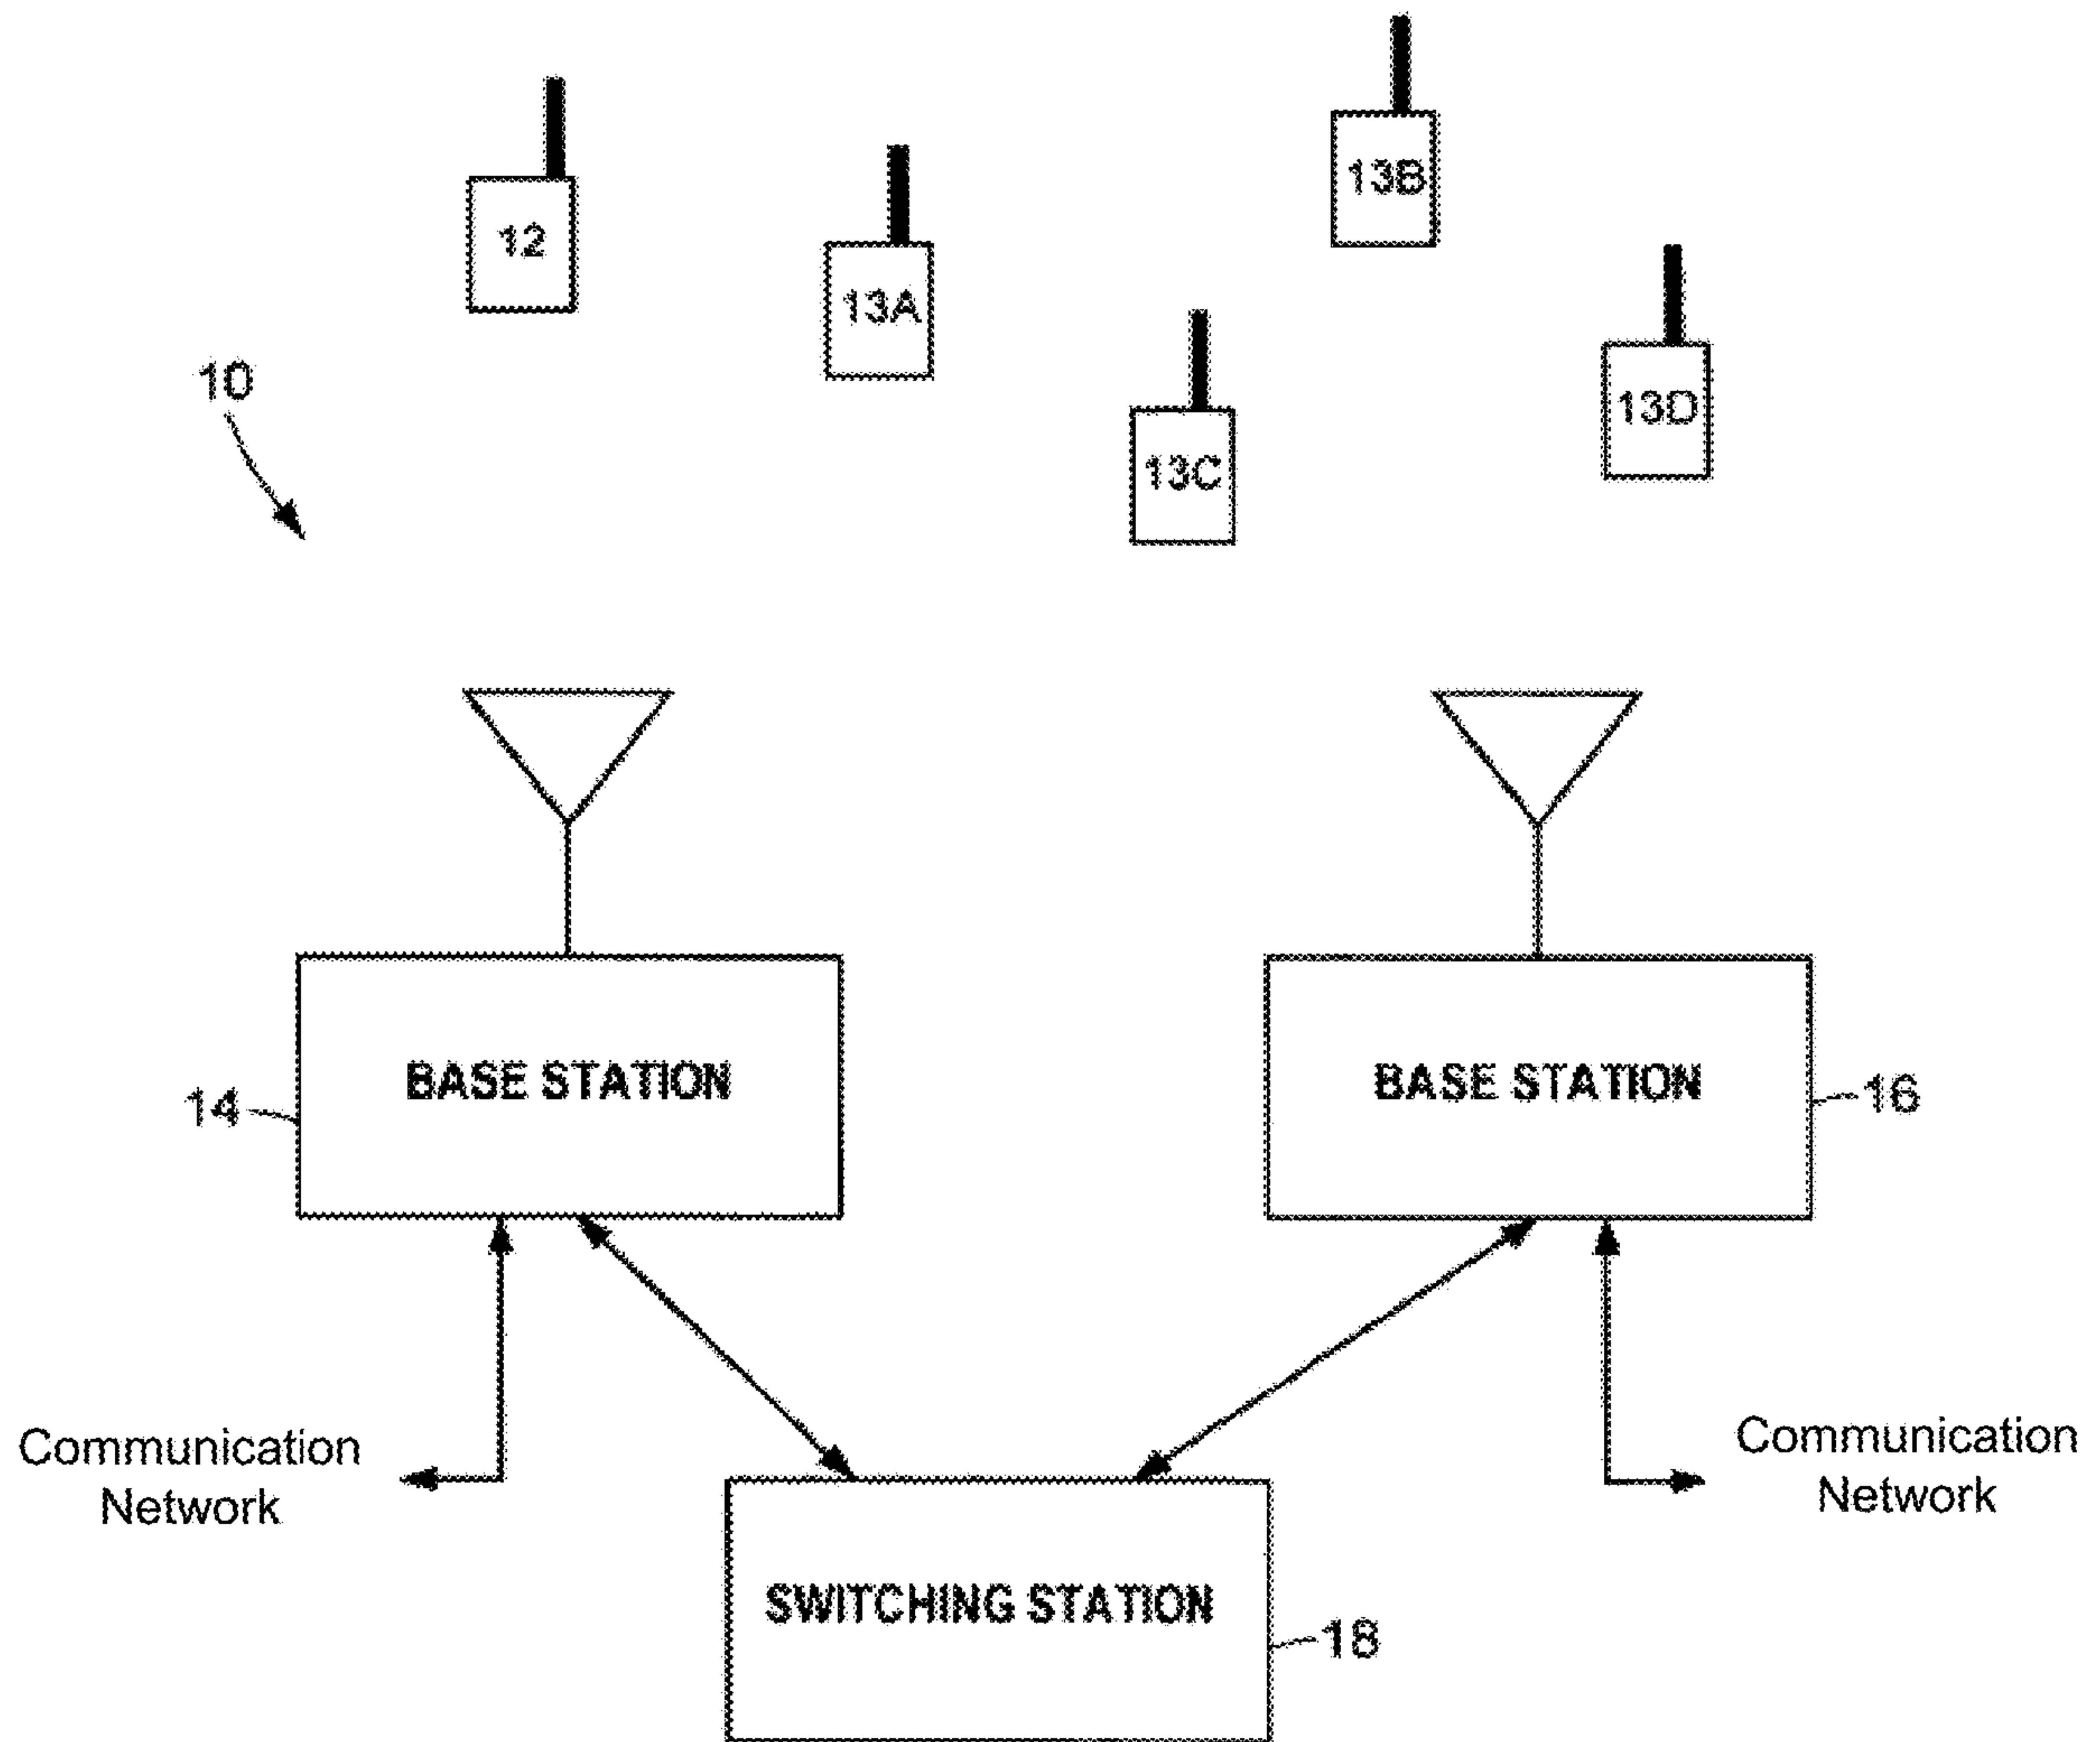 13B
12
13A
10
13D
13C
BASE STATION
BASE STATION
14
16
Communication
Network
Communication
Network
SWITCHING STATION
18